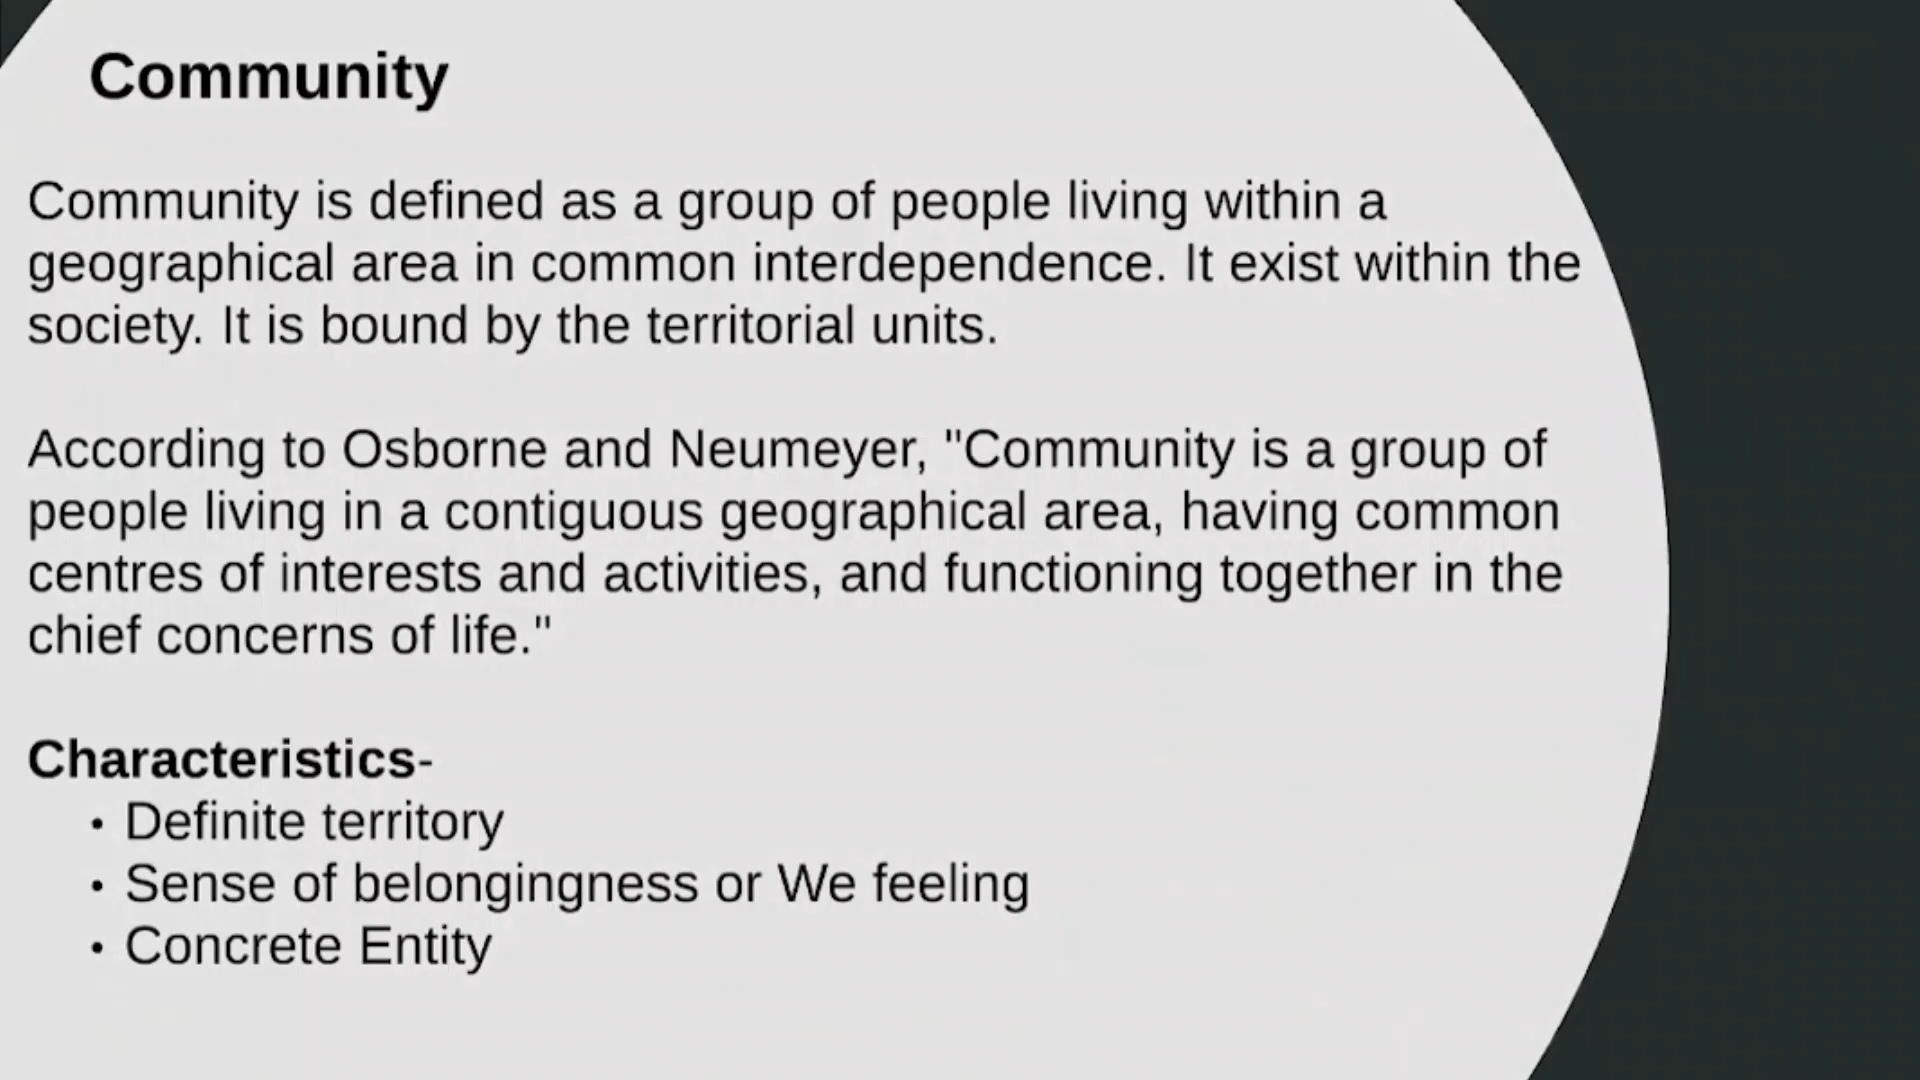 Community
Community is defined as a group of people living within a
geographical area in common interdependence. It exist within the
society. It is bound by the territorial units.
According to Osborne and Neumeyer, "Community is a group of
people living in a contiguous geographical area, having common
centres of interests and activities, and functioning together in the
chief concerns of life."
Characteristics-
• Definite territory
• Sense of belongingness or We feeling
• Concrete Entity